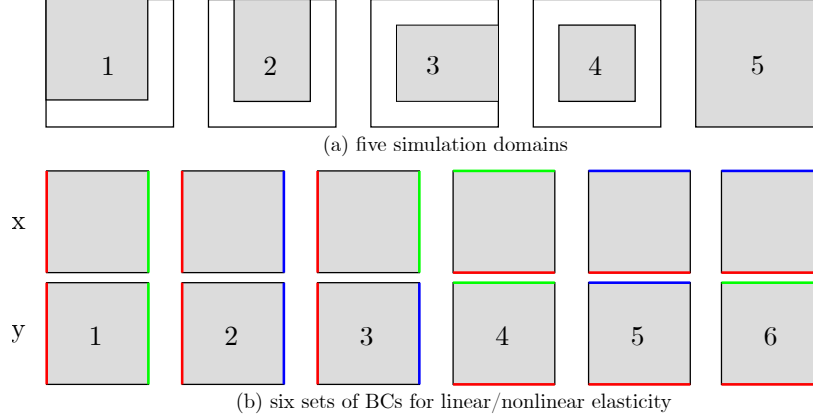 1 2 3 4 5
(a) five simulation domains
x
y 1 2 3 4 5 6
(b) six sets of BCs for linear/nonlinear elasticity